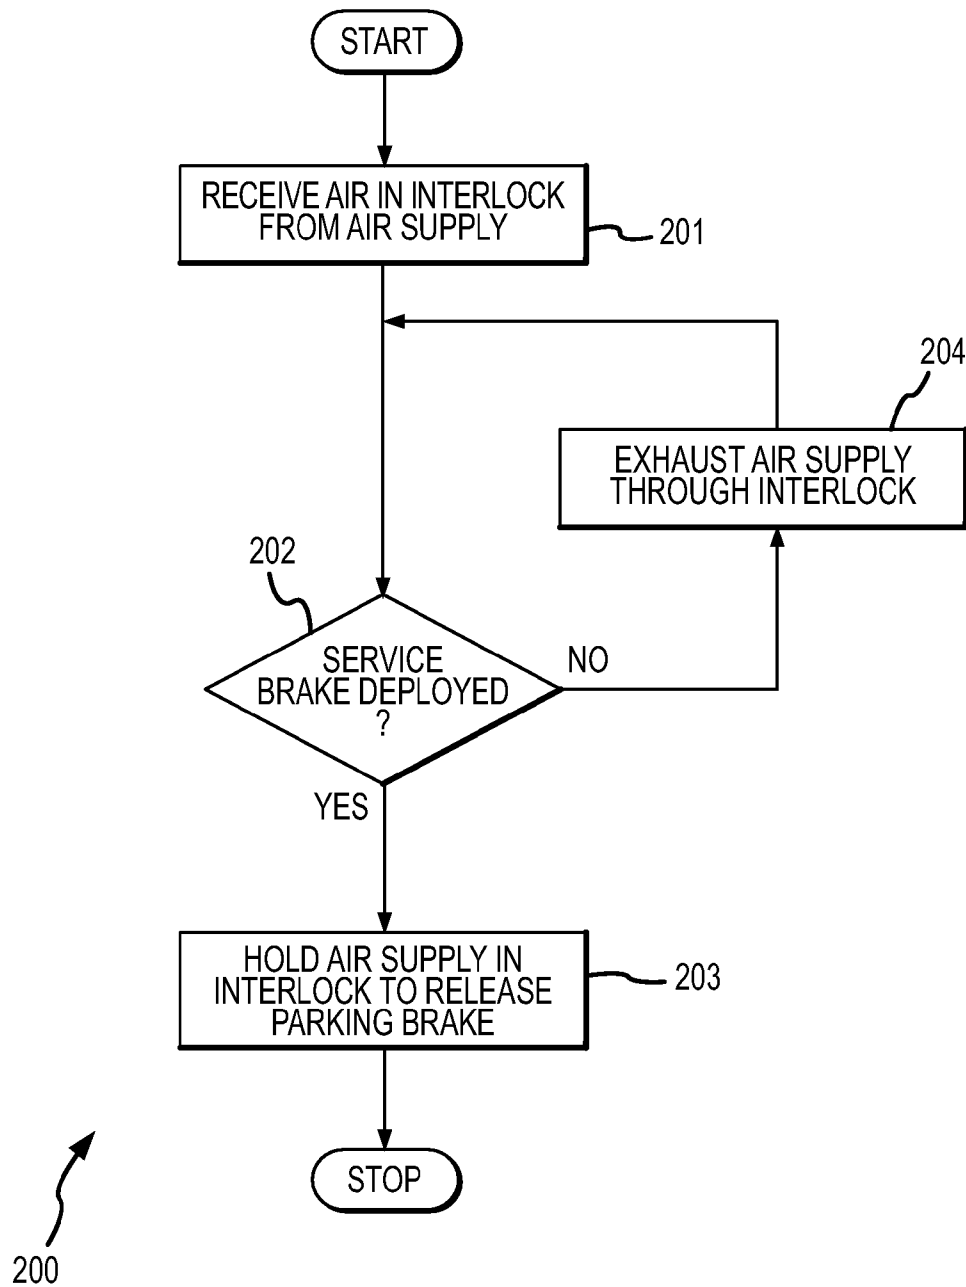 START
RECEIVE AIR IN INTERLOCK
FROM AIR SUPPLY
201
204
EXHAUST AIR SUPPLY
THROUGH INTERLOCK
202
SERVICE
BRAKE DEPLOYED
?
NO
YES
HOLD AIR SUPPLY IN
INTERLOCK TO RELEASE
PARKING BRAKE
203
STOP
200